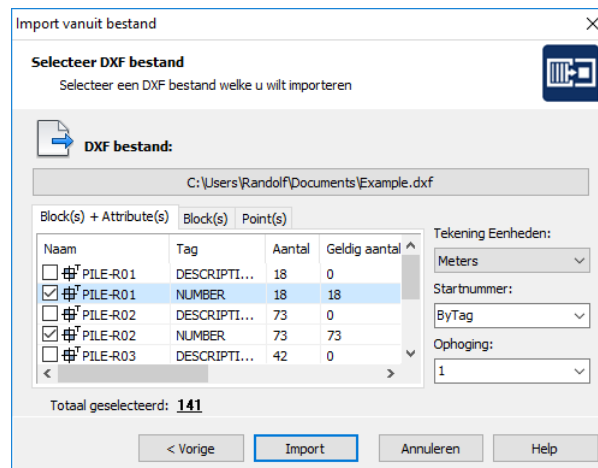 Import vanuit bestand
Selecteer DXF bestand
Selecteer een DXF bestand welke u wilt importeren
DXF bestand:
C:\Users\Randolf\Documents\Example.dxf
Block(s) + Attribute(s) Block(s) Point(s)
Naam Tag Aantal Geldig aantal
PILE-R01 DESCRIPTI... 18 0
PILE-R01 NUMBER 18 18
PILE-R02 DESCRIPTI... 73 0
PILE-R02 NUMBER 73 73
PILE-R03 DESCRIPTI... 42 0
Tekening Eenheden:
Meters
Startnummer:
ByTag
Ophoging:
1
Totaal geselecteerd: 141
< Vorige Import Annuleren Help